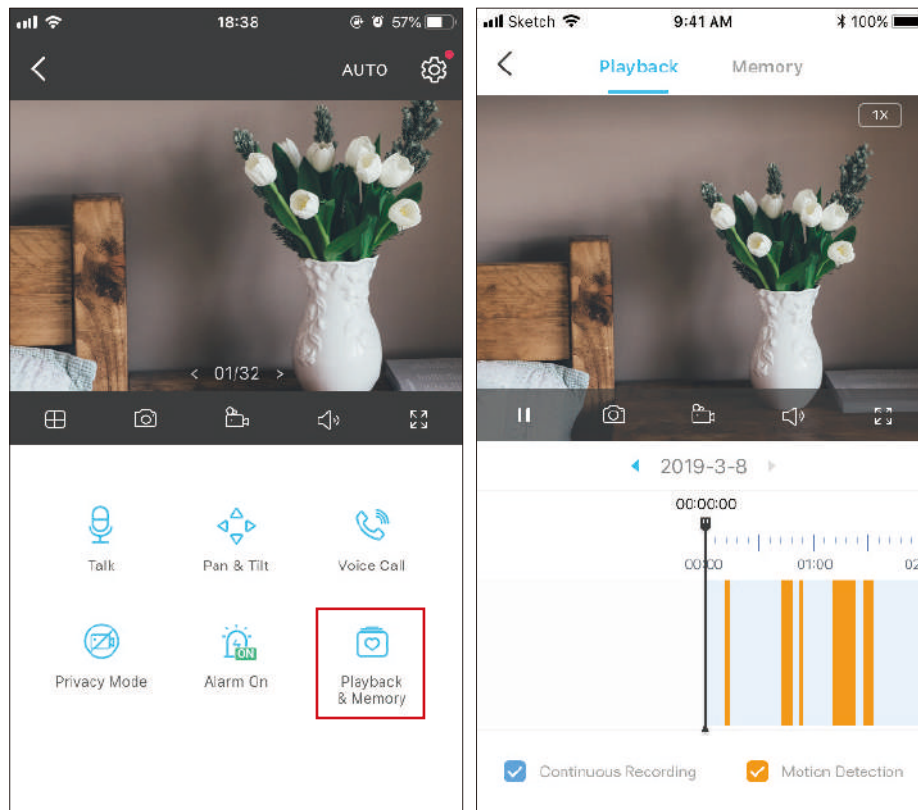 18:38
57%
AUTO
< 01/32 >
Talk
Pan & Tilt
Voice Call
Privacy Mode
ON
Alarm On
Playback
& Memory
Sketch
9:41 AM
100%
Playback
Memory
1X
2019-3-8
00:00:00
00:00
01:00
02
Continuous Recording
Motion Detection